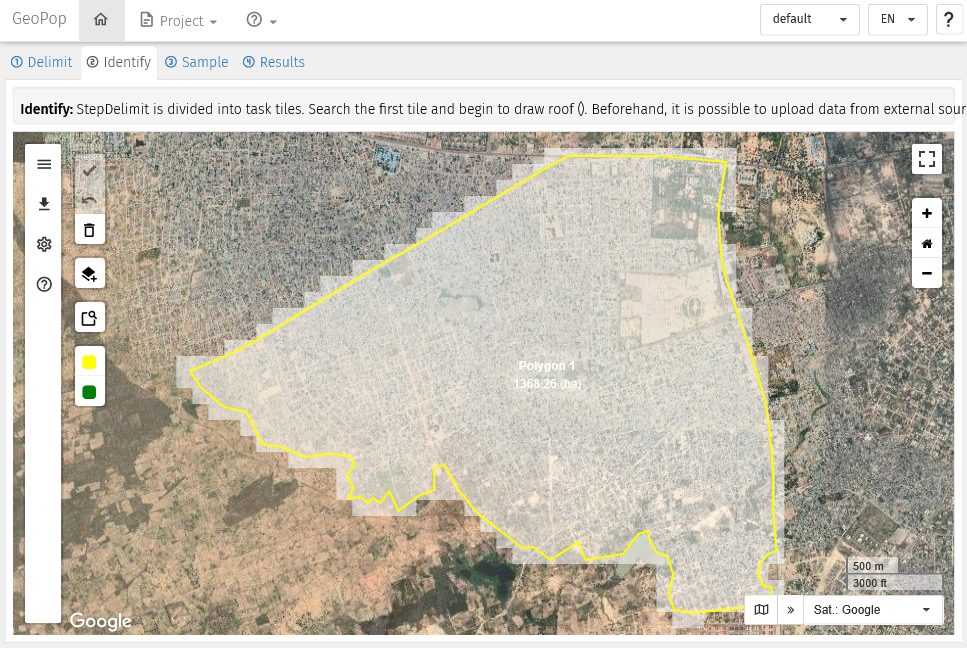 GeoPop
Project
default
EN
?
1 Delimit
2 Identify
3 Sample
4 Results
Identify: StepDelimit is divided into task tiles. Search the first tile and begin to draw roof (). Beforehand, it is possible to upload data from external sour
Polygon 1
1368.26 (ha)
500 m
3000 ft
Google
Sat.: Google